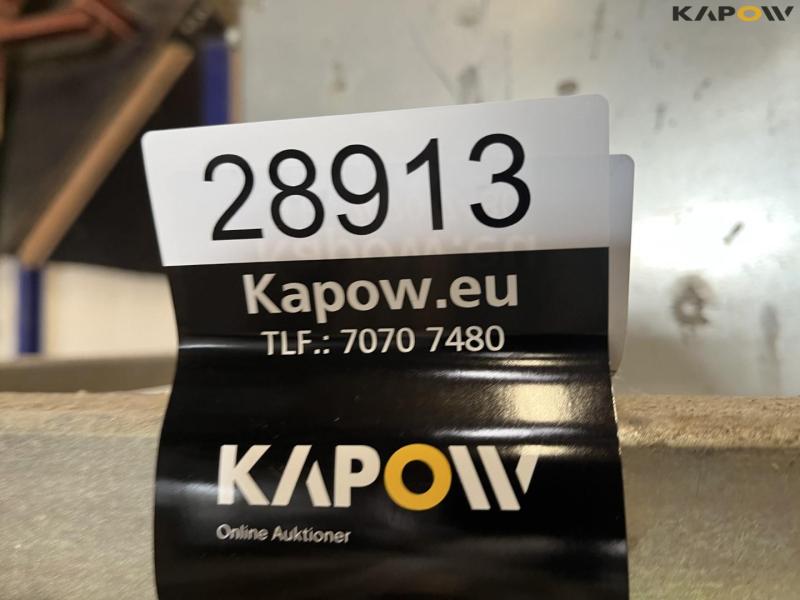 KAPOW
28913
Kapow.eu
TLF.: 7070 7480
KAPOW
Online Auktioner